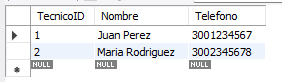 TecnicoID Nombre Telefono
1 Juan Perez 3001234567
2 Maria Rodriguez 3002345678
NULL NULL NULL